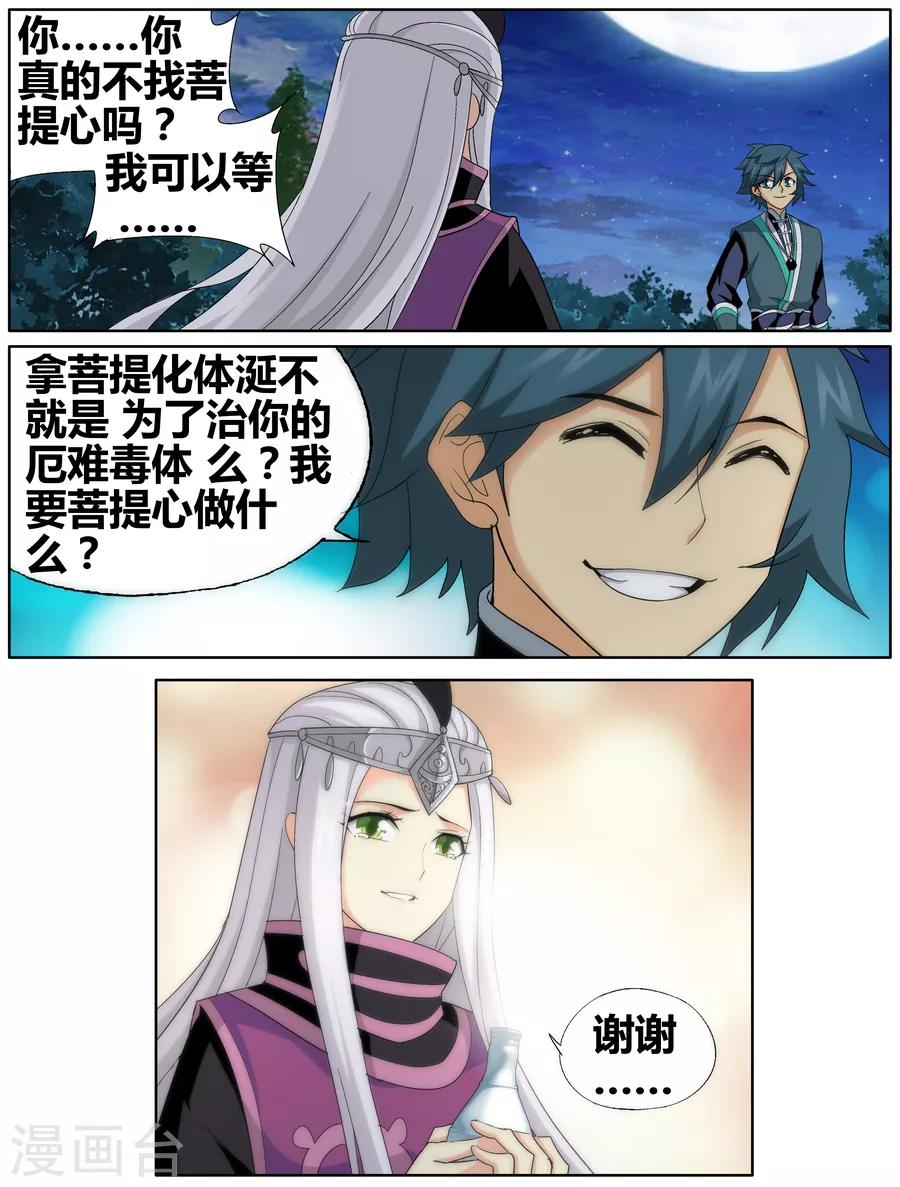 你……你
真的不找菩
提心吗？
我可以等
……
拿菩提化体涎不
就是 为了治你的
厄难毒体 么？我
要菩提心做什
么？
谢谢
……
漫画台